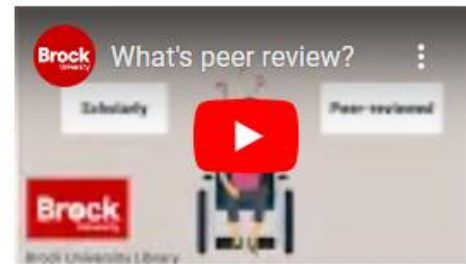 Brock
University
What's peer review?
Scholarly
Peer-reviewed
Brock
University
Brock University Library